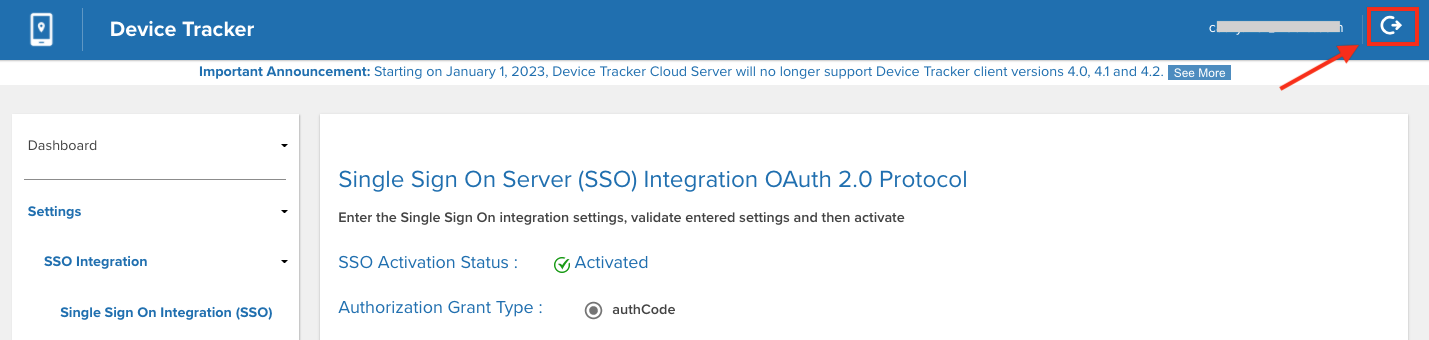 Device Tracker
Important Announcement: Starting on January 1, 2023, Device Tracker Cloud Server will no longer support Device Tracker client versions 4.0, 4.1 and 4.2. See More
Dashboard
Settings
SSO Integration
Single Sign On Integration (SSO)
Single Sign On Server (SSO) Integration OAuth 2.0 Protocol
Enter the Single Sign On integration settings, validate entered settings and then activate
SSO Activation Status : Activated
Authorization Grant Type : authCode